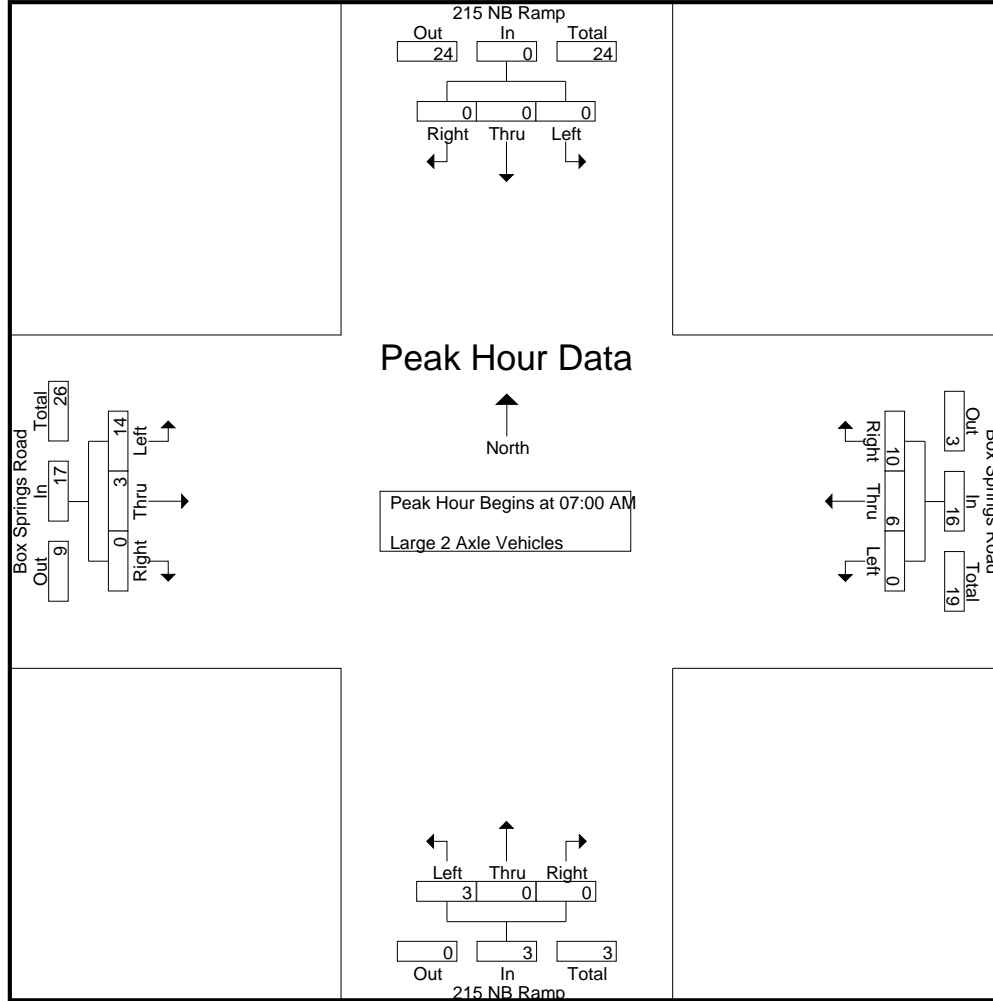 215 NB Ramp
Out In Total
24 0 24
0 0 0
Right Thru Left
Peak Hour Data
North
Peak Hour Begins at 07:00 AM
Large 2 Axle Vehicles
Box Springs Road
Out In Total
9 17 26
Right Thru Left
0 3 14
Box Springs Road
Out In Total
3 16 19
Right Thru Left
10 6 0
Left Thru Right
3 0 0
0 3 3
Out In Total
215 NB Ramp